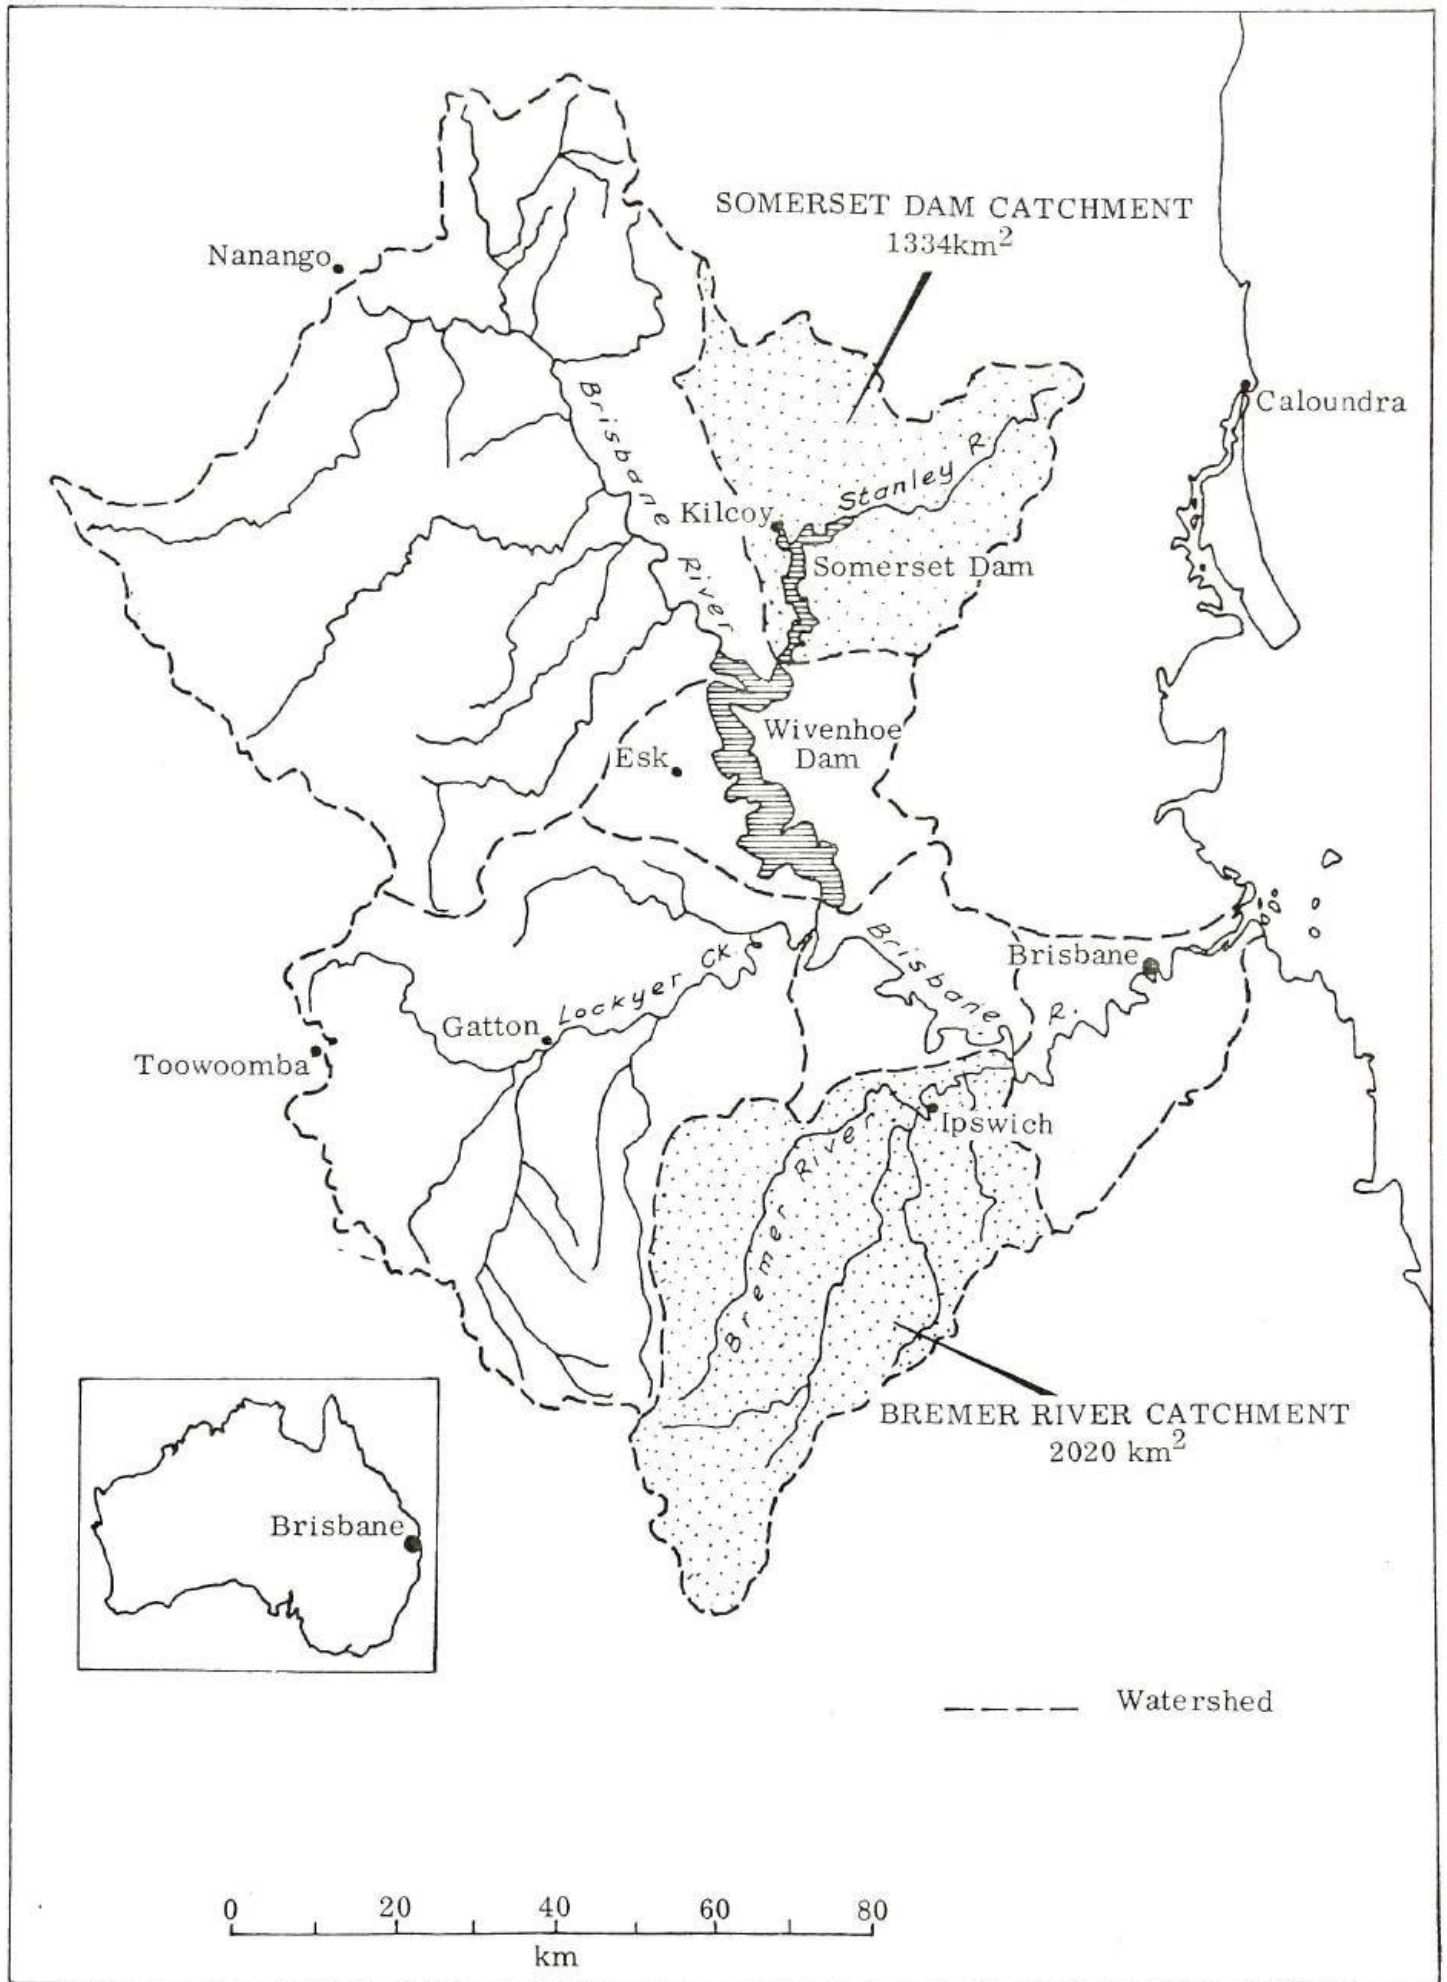 SOMERSET DAM CATCHMENT
1334km²
Nanango
Caloundra
Brisbane River
Stanley R.
Kilcoy
Somerset Dam
Wivenhoe
Dam
Esk
Brisbane R.
Brisbane
Lockyer CK.
Gatton
Toowoomba
Ipswich
Bremer River
BREMER RIVER CATCHMENT
2020 km²
Brisbane
Watershed
0 20 40 60 80
km